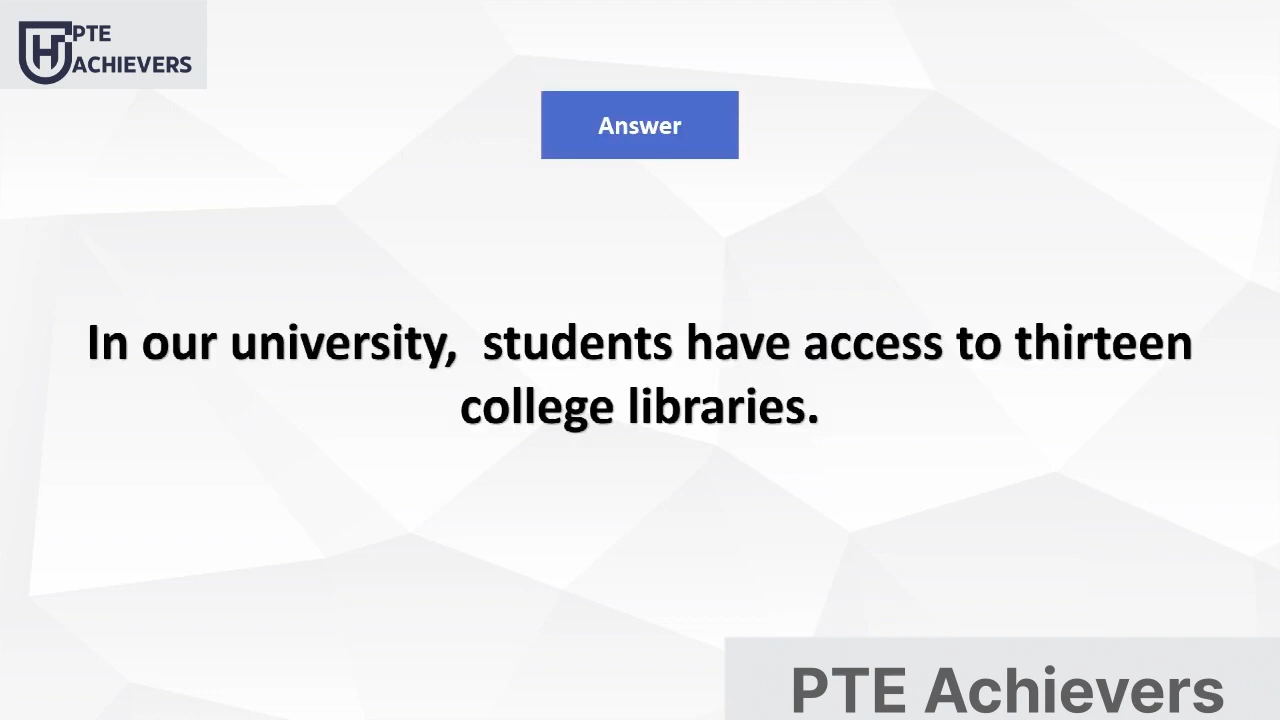 PTE
ACHIEVERS
Answer
In our university,  students have access to thirteen
college libraries.
PTE Achievers